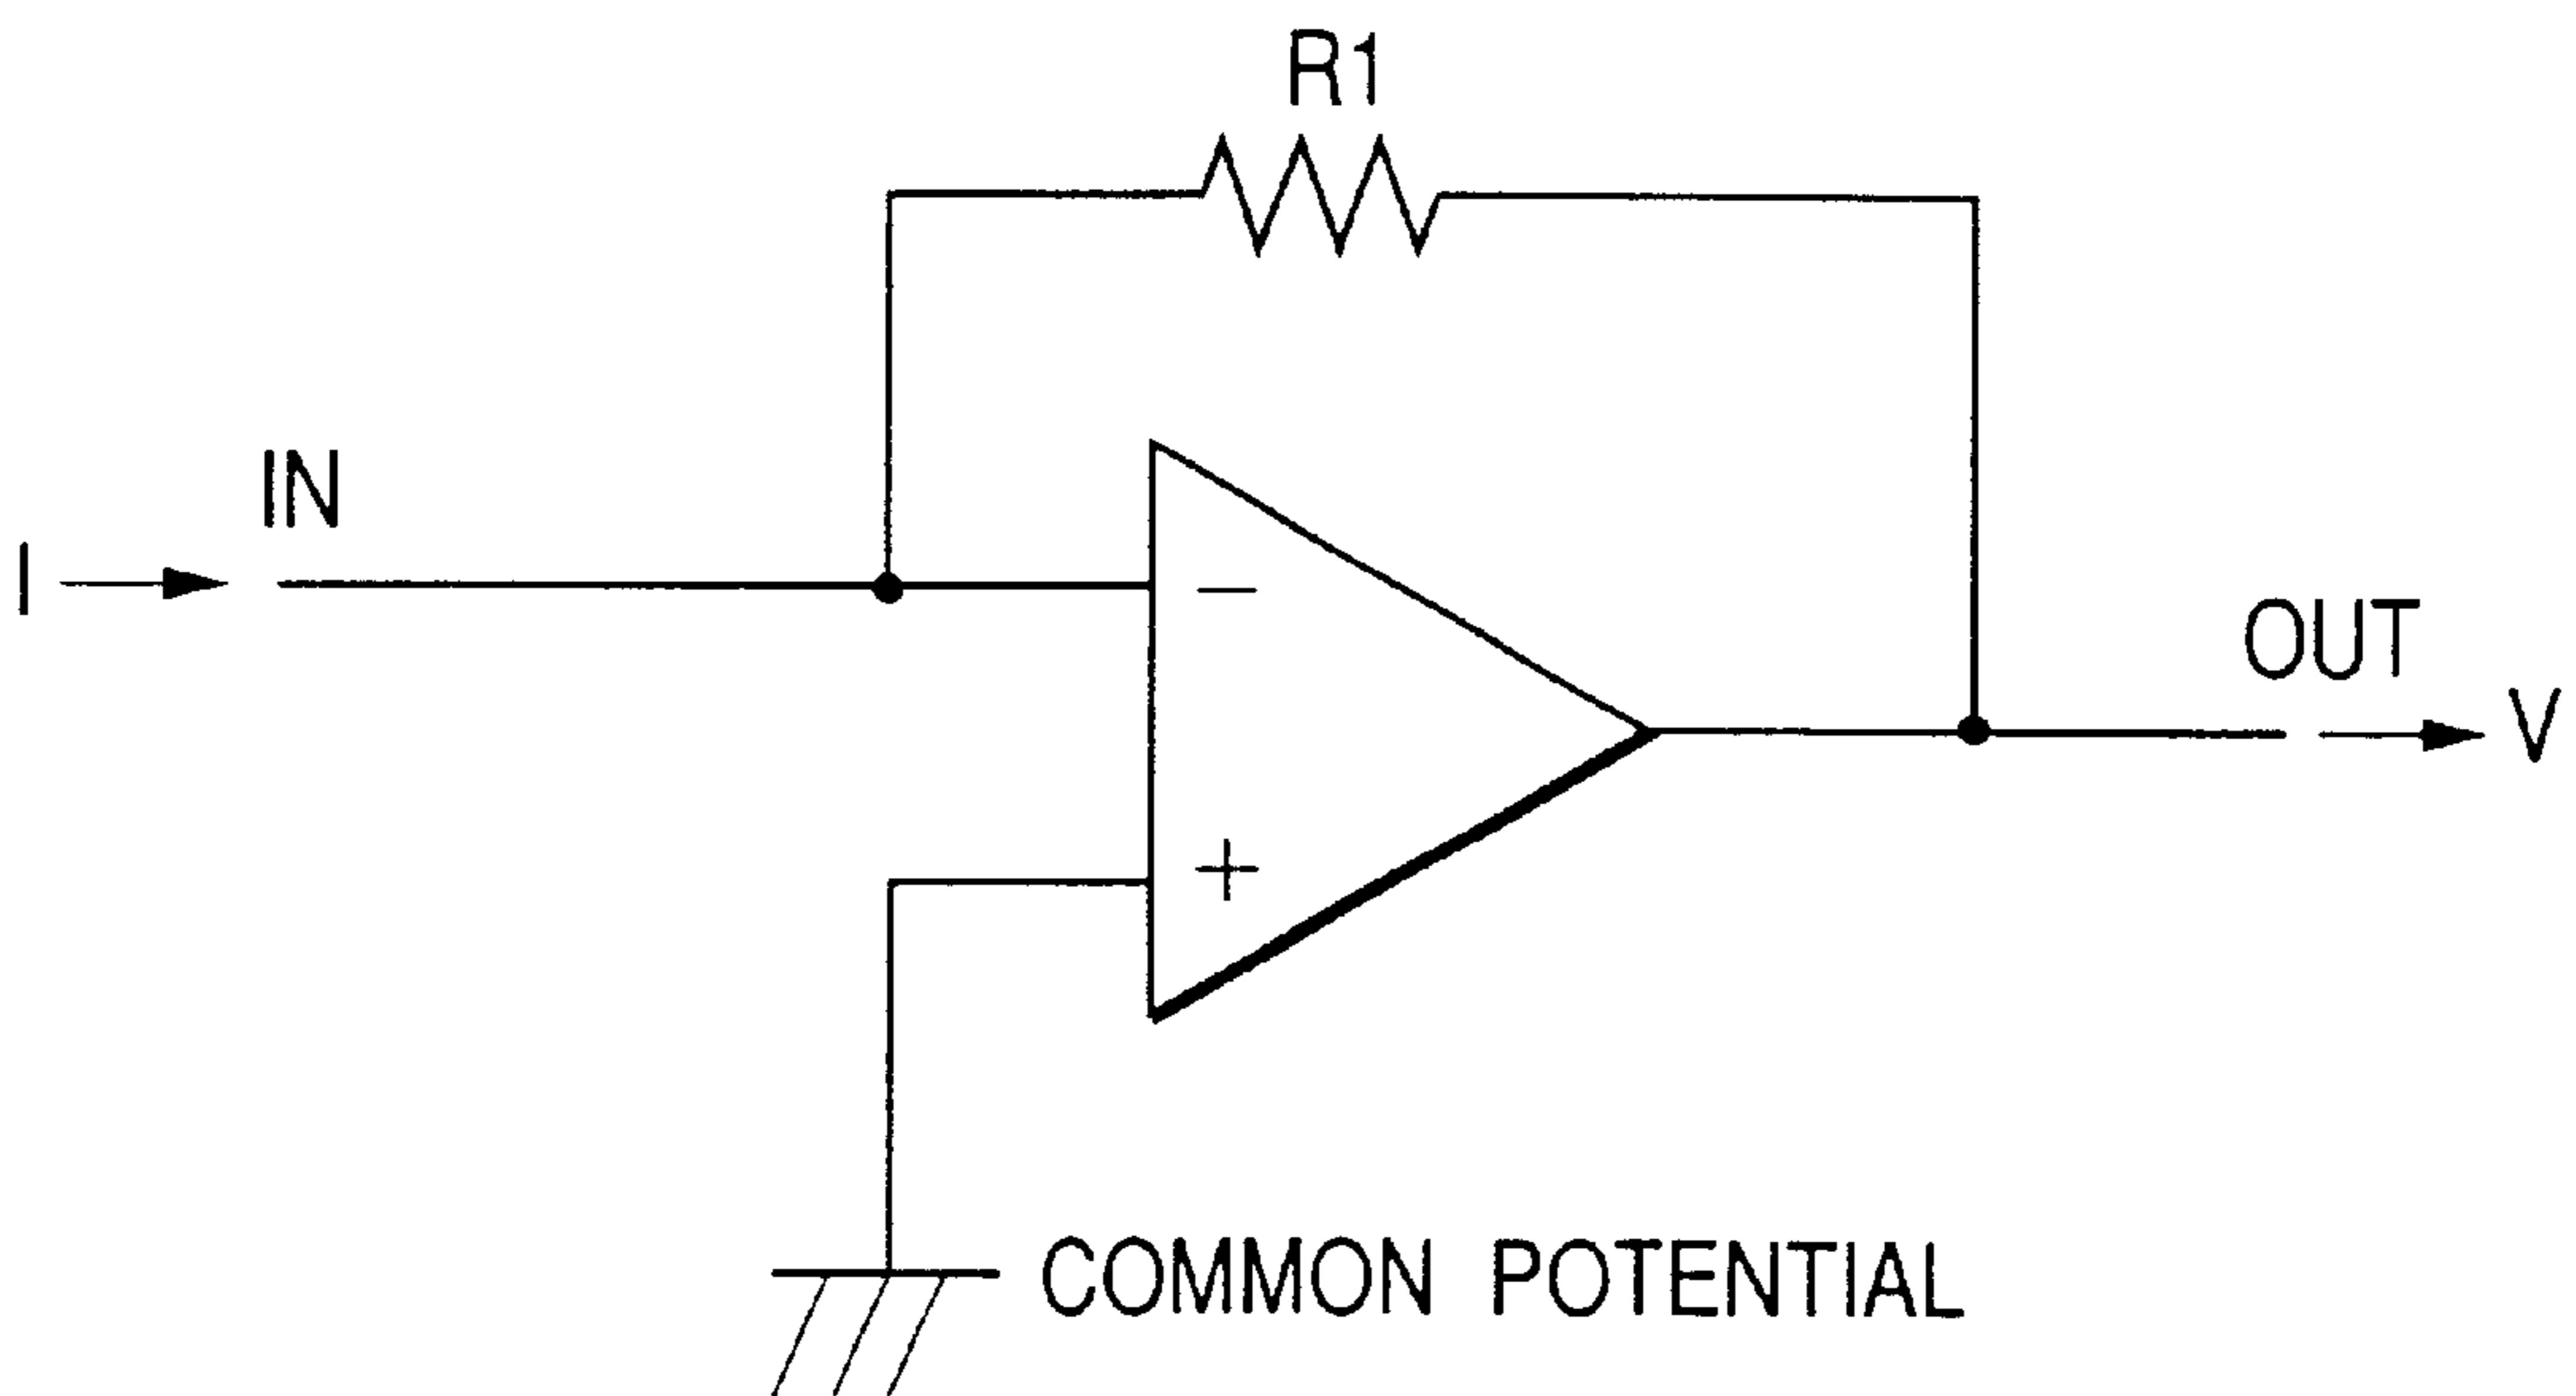 R1
IN
I
−
OUT
V
+
COMMON POTENTIAL